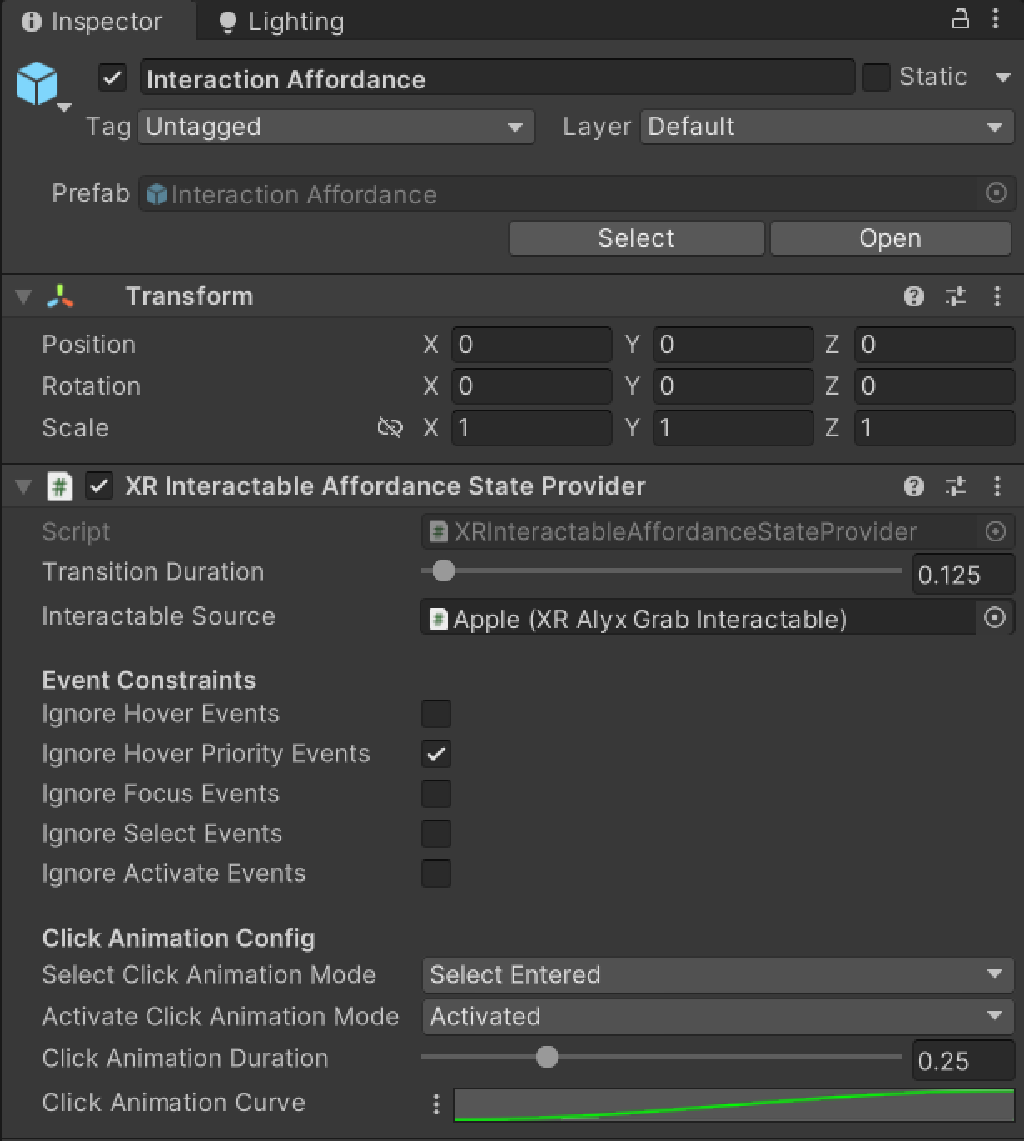 Inspector Lighting
Interaction Affordance Static
Tag Untagged Layer Default
Prefab Interaction Affordance
Select Open
Transform
Position X 0 Y 0 Z 0
Rotation X 0 Y 0 Z 0
Scale X 1 Y 1 Z 1
# XR Interactable Affordance State Provider
Script # XRInteractableAffordanceStateProvider
Transition Duration 0.125
Interactable Source # Apple (XR Alyx Grab Interactable)
Event Constraints
Ignore Hover Events
Ignore Hover Priority Events
Ignore Focus Events
Ignore Select Events
Ignore Activate Events
Click Animation Config
Select Click Animation Mode Select Entered
Activate Click Animation Mode Activated
Click Animation Duration 0.25
Click Animation Curve